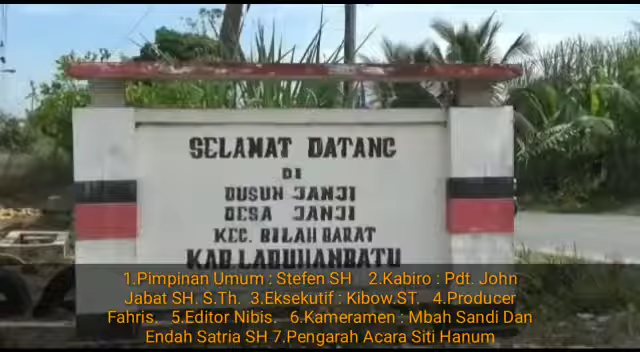 SELAMAT DATANG
DI
DUSUN JANJI
DESA JANJI
KEC. BILAH BARAT
KAB. LABUHANBATU
1.Pimpinan Umum : Stefen SH   2.Kabiro : Pdt. John
Jabat SH. S.Th.  3.Eksekutif : Kibow.ST.   4.Producer
Fahris.   5.Editor Nibis.   6.Kameramen : Mbah Sandi Dan
Endah Satria SH 7.Pengarah Acara Siti Hanum